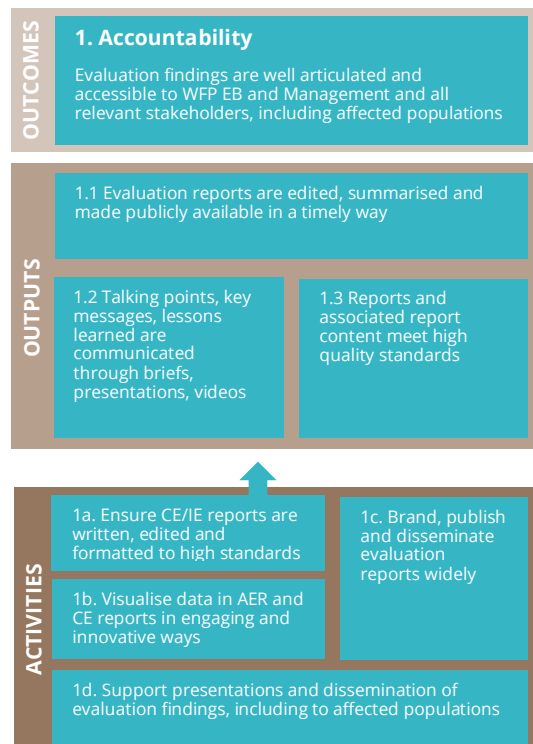 OUTCOMES
1. Accountability
Evaluation findings are well articulated and
accessible to WFP EB and Management and all
relevant stakeholders, including affected populations
OUTPUTS
1.1 Evaluation reports are edited, summarised and
made publicly available in a timely way
1.2 Talking points, key
messages, lessons
learned are
communicated
through briefs,
presentations, videos
1.3 Reports and
associated report
content meet high
quality standards
ACTIVITIES
1a. Ensure CE/IE reports are
written, edited and
formatted to high standards
1b. Visualise data in AER and
CE reports in engaging and
innovative ways
1c. Brand, publish
and disseminate
evaluation
reports widely
1d. Support presentations and dissemination of
evaluation findings, including to affected populations